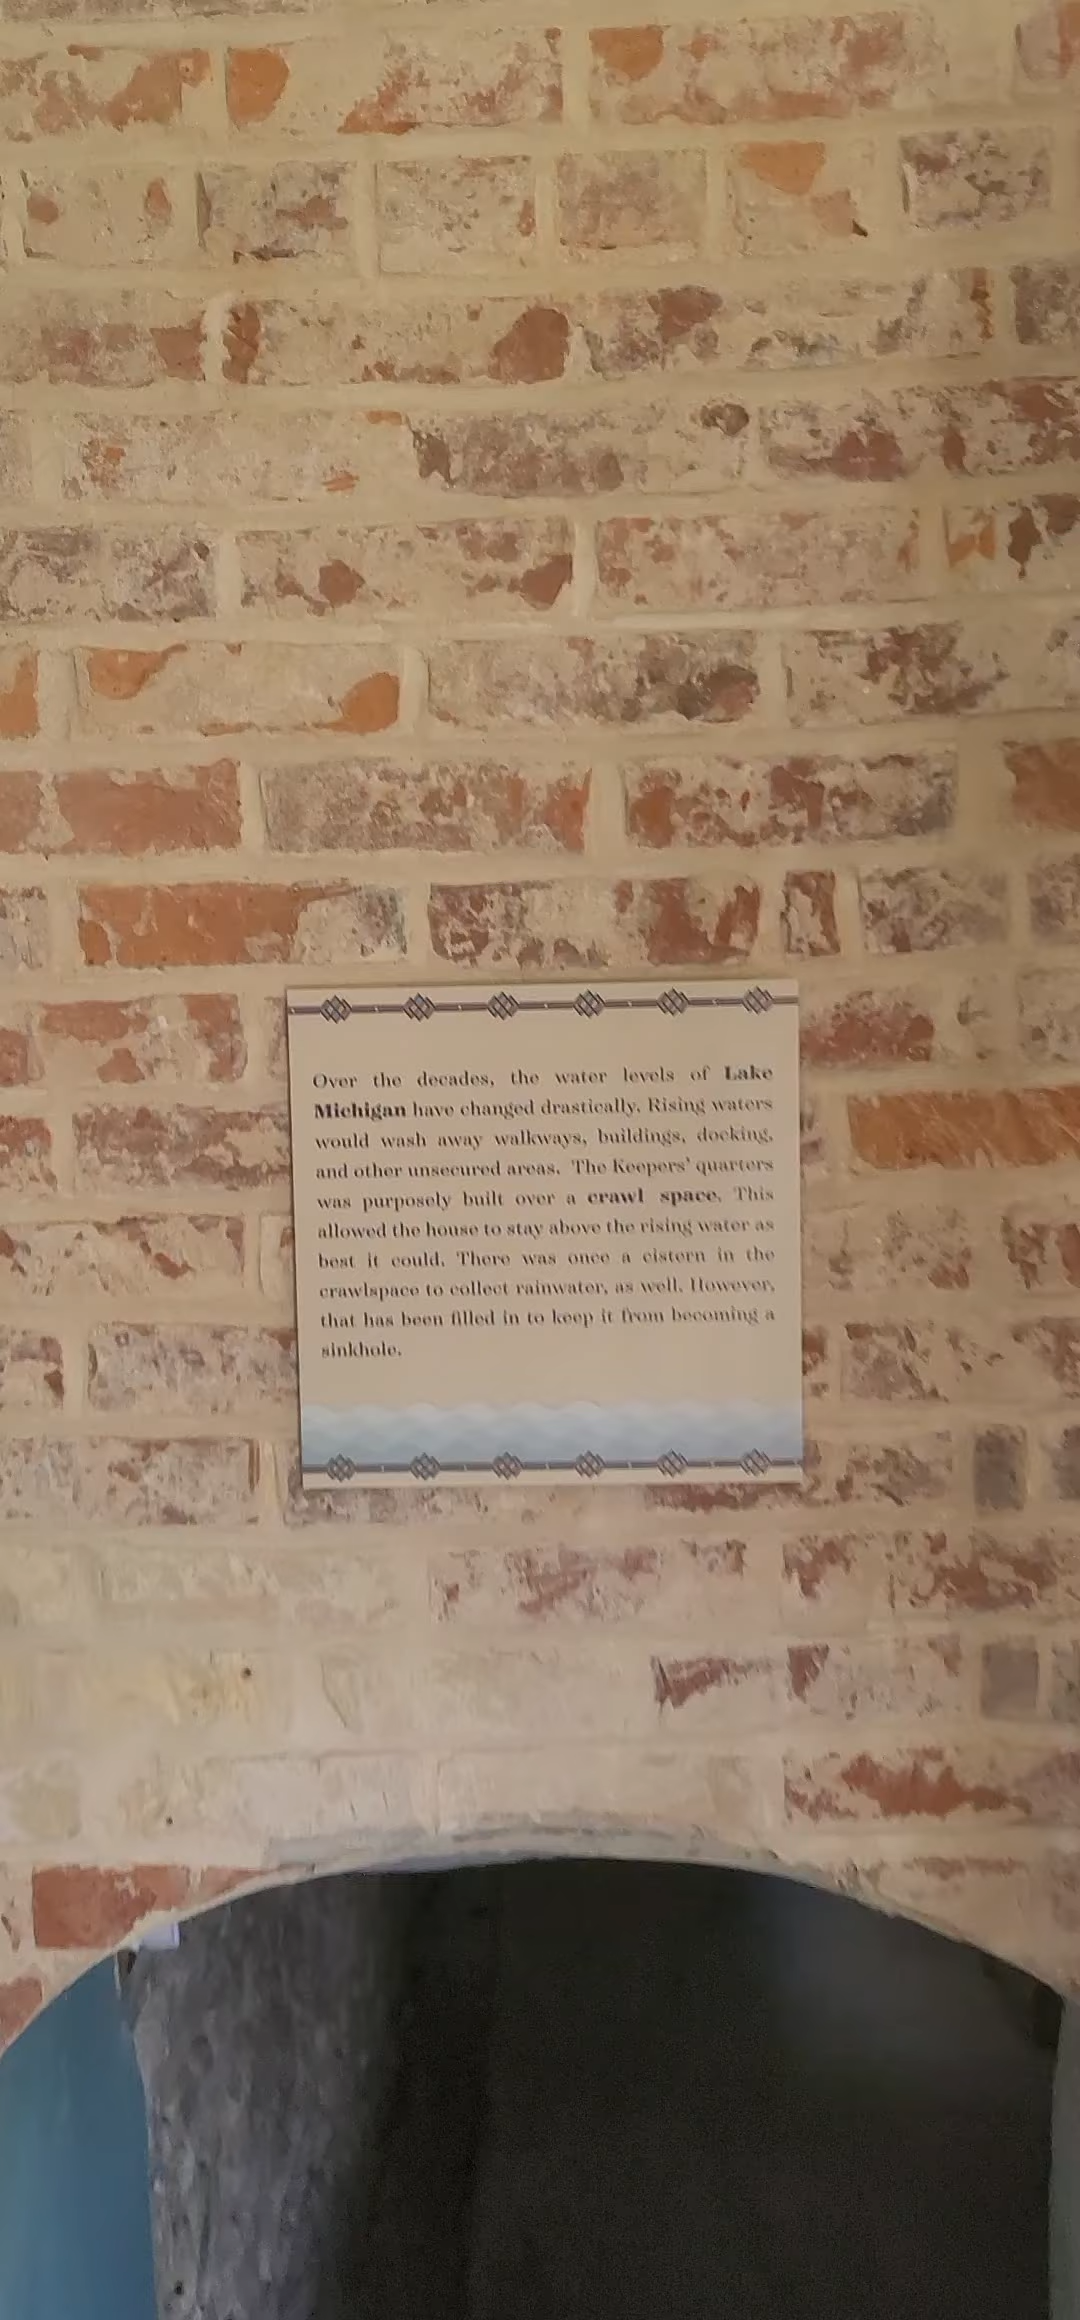 Over the decades, the water levels of Lake
Michigan have changed drastically. Rising waters
would wash away walkways, buildings, docking,
and other unsecured areas. The Keepers' quarters
was purposely built over a crawl space. This
allowed the house to stay above the rising water as
best it could. There was once a cistern in the
crawlspace to collect rainwater, as well. However,
that has been filled in to keep it from becoming a
sinkhole.